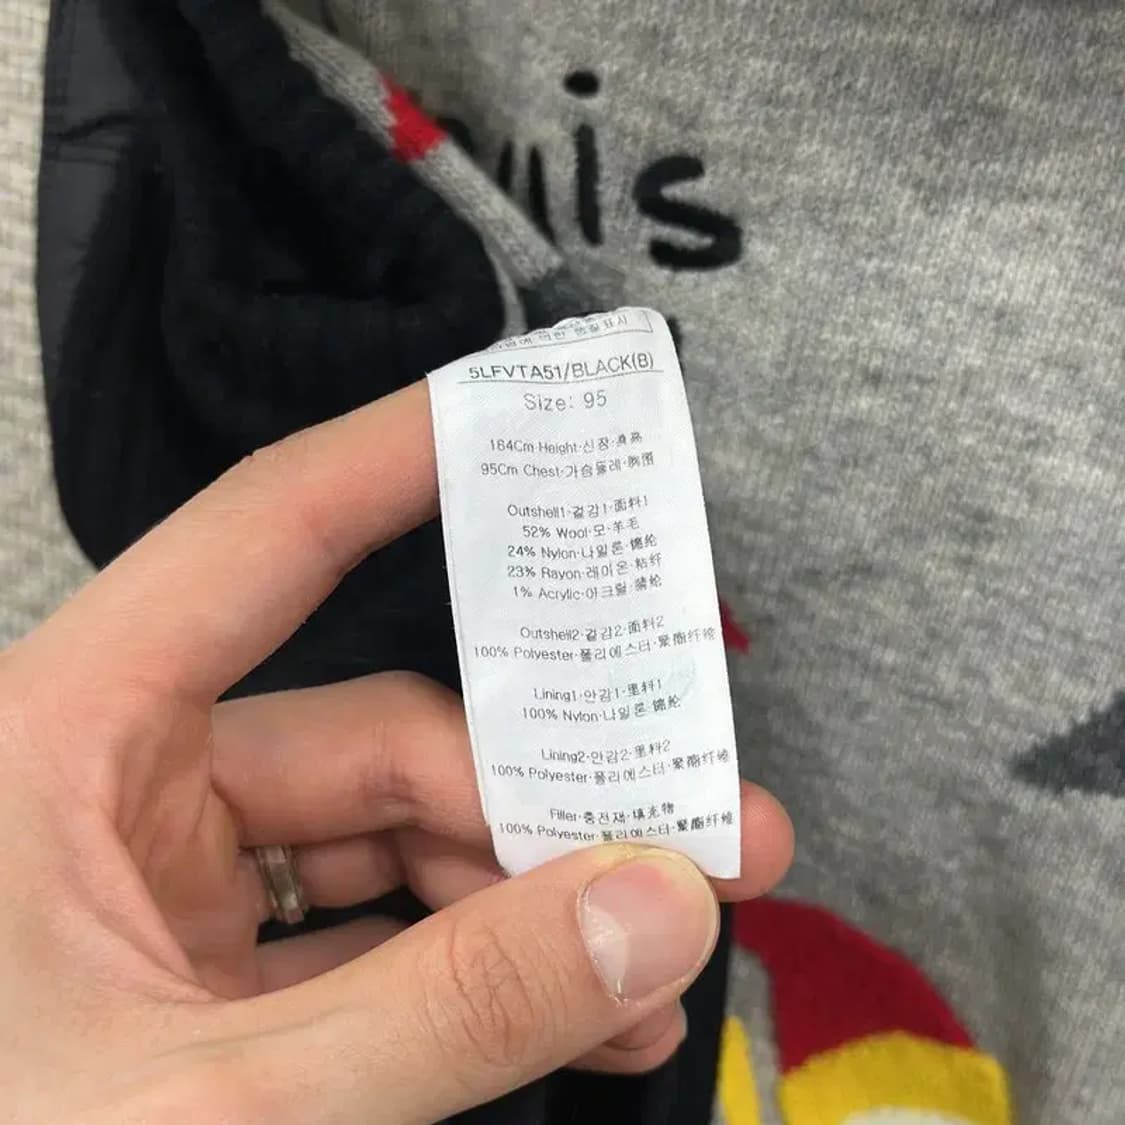 is
품질표시
5LFVTA51/BLACK(B)
Size: 95
184Cm·Height·신장·身高
95Cm Chest·가슴둘레·胸围
Outshell1·겉감1·面料1
52% Wool·모·羊毛
24% Nylon·나일론·锦纶
23% Rayon·레이온·粘纤
1% Acrylic·아크릴·腈纶
Outshell2·겉감2·面料2
100% Polyester·폴리에스터·聚酯纤维
Lining1·안감1·里料1
100% Nylon·나일론·锦纶
Lining2·안감2·里料2
100% Polyester·폴리에스터·聚酯纤维
Filler·충전재·填充物
100% Polyester·폴리에스터·聚酯纤维